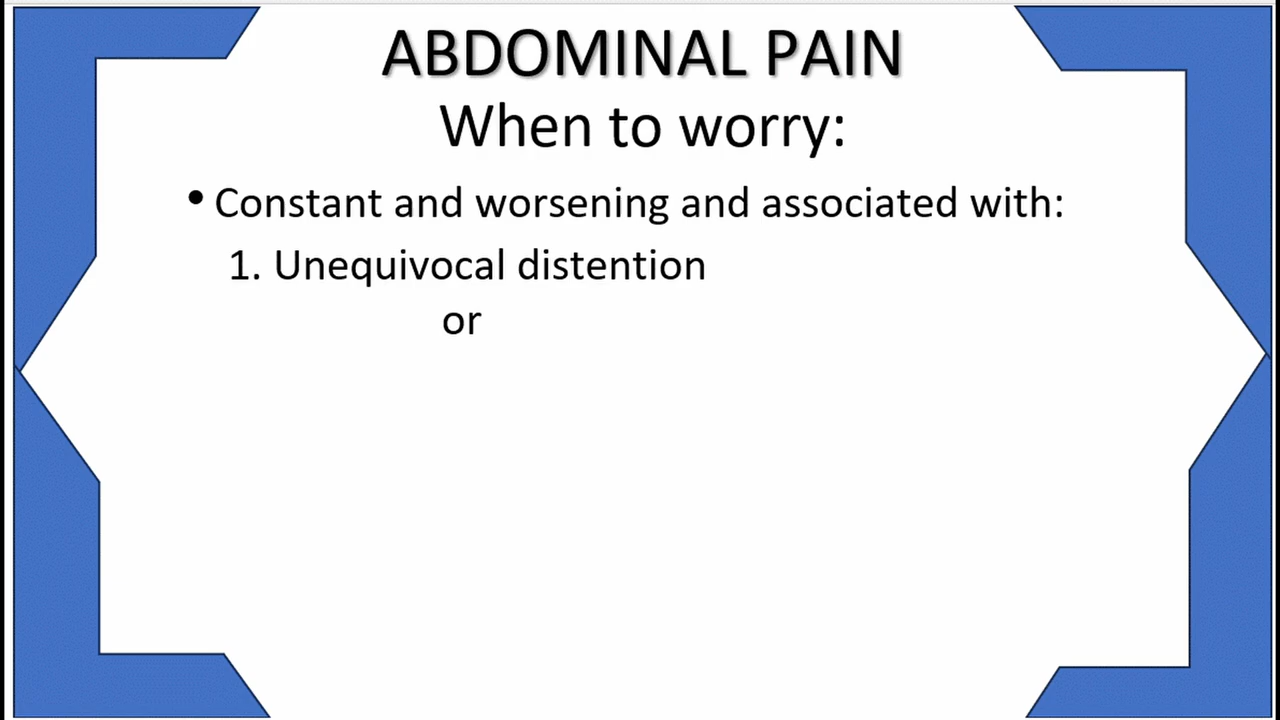 ABDOMINAL PAIN
When to worry:
• Constant and worsening and associated with:
1. Unequivocal distention
or